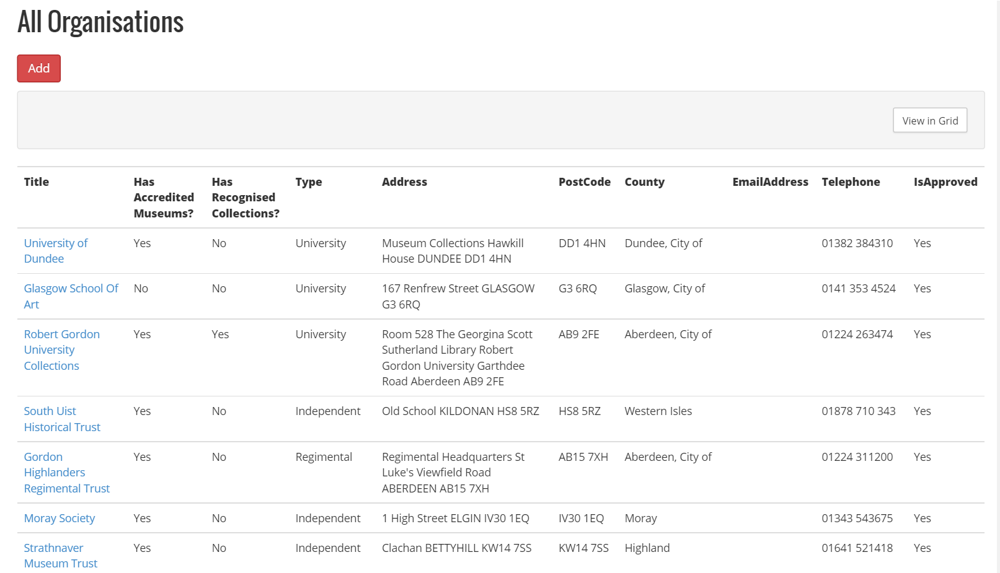 All Organisations
Add
View in Grid
Title Has Accredited Museums? Has Recognised Collections? Type Address PostCode County EmailAddress Telephone IsApproved
University of Dundee Yes No University Museum Collections Hawkill House DUNDEE DD1 4HN DD1 4HN Dundee, City of 01382 384310 Yes
Glasgow School Of Art No No University 167 Renfrew Street GLASGOW G3 6RQ G3 6RQ Glasgow, City of 0141 353 4524 Yes
Robert Gordon University Collections Yes Yes University Room 528 The Georgina Scott Sutherland Library Robert Gordon University Garthdee Road Aberdeen AB9 2FE AB9 2FE Aberdeen, City of 01224 263474 Yes
South Uist Historical Trust Yes No Independent Old School KILDONAN HS8 5RZ HS8 5RZ Western Isles 01878 710 343 Yes
Gordon Highlanders Regimental Trust Yes No Regimental Regimental Headquarters St Luke's Viewfield Road ABERDEEN AB15 7XH AB15 7XH Aberdeen, City of 01224 311200 Yes
Moray Society Yes No Independent 1 High Street ELGIN IV30 1EQ IV30 1EQ Moray 01343 543675 Yes
Strathnaver Museum Trust Yes No Independent Clachan BETTYHILL KW14 7SS KW14 7SS Highland 01641 521418 Yes